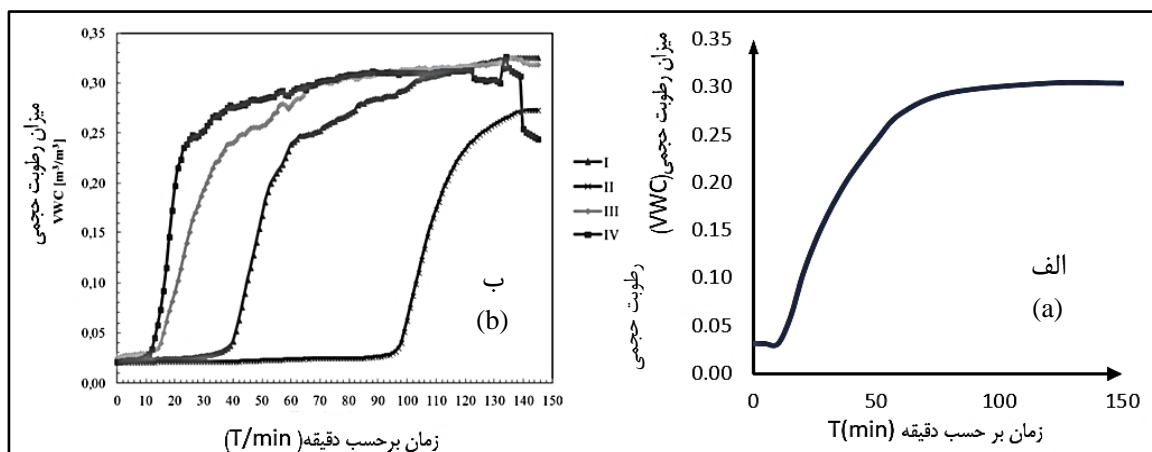 میزان رطوبت حجمی
VWC [m³/m³]
0,35
0,30
0,25
0,20
0,15
0,10
0,05
0,00
0 10 20 30 40 50 60 70 80 90 100 110 120 130 140 150
زمان برحسب دقیقه( T/min)
ب
(b)
I
II
III
IV
میزان رطوبت حجمی(VWC)
رطوبت حجمی
0.35
0.30
0.25
0.20
0.15
0.10
0.05
0.00
0 50 100 150
زمان بر حسب دقیقه T(min)
الف
(a)